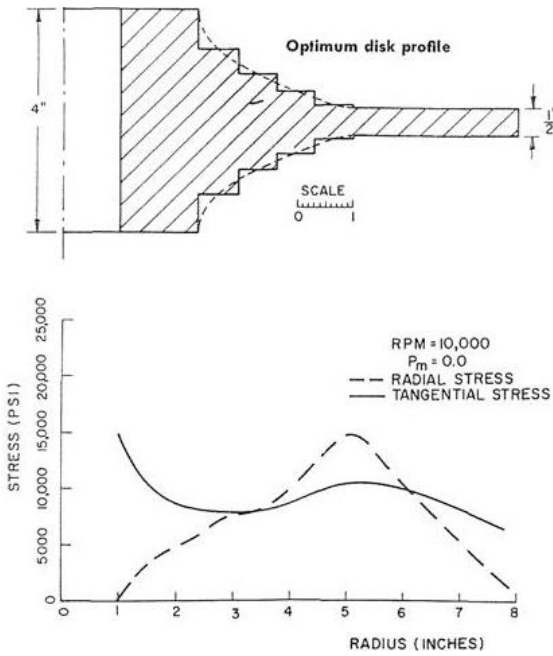 Optimum disk profile
4"
1/2"
SCALE
0 1
RPM = 10,000
Pm = 0.0
RADIAL STRESS
TANGENTIAL STRESS
STRESS (PSI)
25,000
20,000
15,000
10,000
5000
0
0 1 2 3 4 5 6 7 8
RADIUS (INCHES)